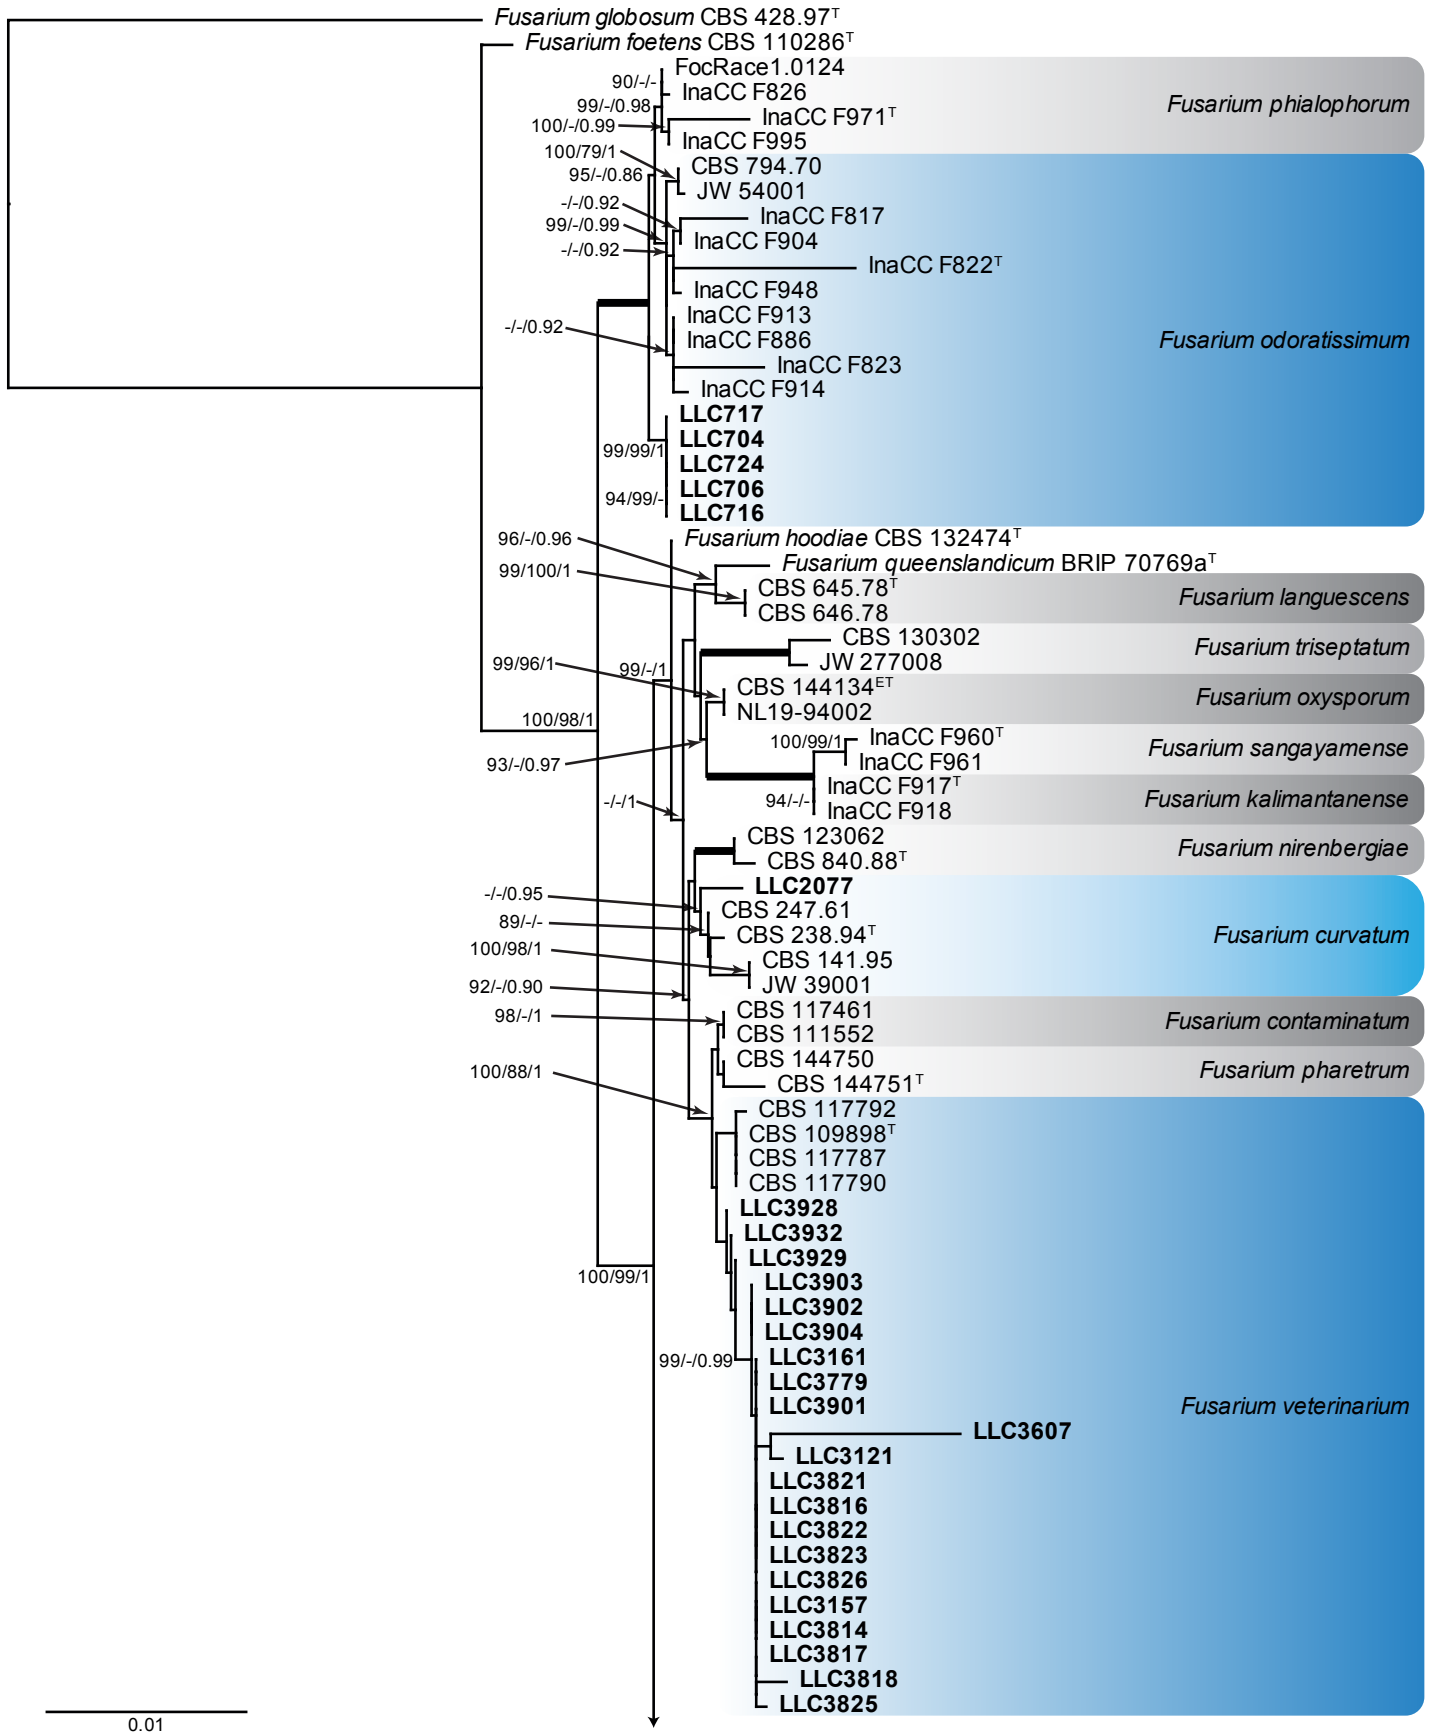 Fusarium globosum CBS 428.97T
Fusarium foetens CBS 110286T
FocRace1.0124
90/-/-
InaCC F826
Fusarium phialophorum
99/-/0.98
InaCC F971T
100/-/0.99
InaCC F995
100/79/1
CBS 794.70
95/-/0.86
JW 54001
-/-/0.92
InaCC F817
99/-/0.99
InaCC F904
-/-/0.92
InaCC F822T
InaCC F948
InaCC F913
-/-/0.92
InaCC F886
Fusarium odoratissimum
InaCC F823
InaCC F914
LLC717
LLC704
99/99/1
LLC724
LLC706
94/99/-
LLC716
Fusarium hoodiae CBS 132474T
96/-/0.96
Fusarium queenslandicum BRIP 70769aT
99/100/1
CBS 645.78T
Fusarium languescens
CBS 646.78
CBS 130302
Fusarium triseptatum
99/96/1
99/-/1
JW 277008
CBS 144134ET
Fusarium oxysporum
NL19-94002
100/98/1
InaCC F960T
100/99/1
Fusarium sangayamense
93/-/0.97
InaCC F961
InaCC F917T
-/-/1
94/-/-
Fusarium kalimantanense
InaCC F918
CBS 123062
Fusarium nirenbergiae
CBS 840.88T
-/-/0.95
LLC2077
CBS 247.61
89/-/-
CBS 238.94T
Fusarium curvatum
100/98/1
CBS 141.95
92/-/0.90
JW 39001
98/-/1
CBS 117461
Fusarium contaminatum
CBS 111552
CBS 144750
100/88/1
Fusarium pharetrum
CBS 144751T
CBS 117792
CBS 109898T
CBS 117787
CBS 117790
LLC3928
LLC3932
LLC3929
100/99/1
LLC3903
LLC3902
LLC3904
99/-/0.99
LLC3161
LLC3779
LLC3901
Fusarium veterinarium
LLC3607
LLC3121
LLC3821
LLC3816
LLC3822
LLC3823
LLC3826
LLC3157
LLC3814
LLC3817
LLC3818
LLC3825
0.01